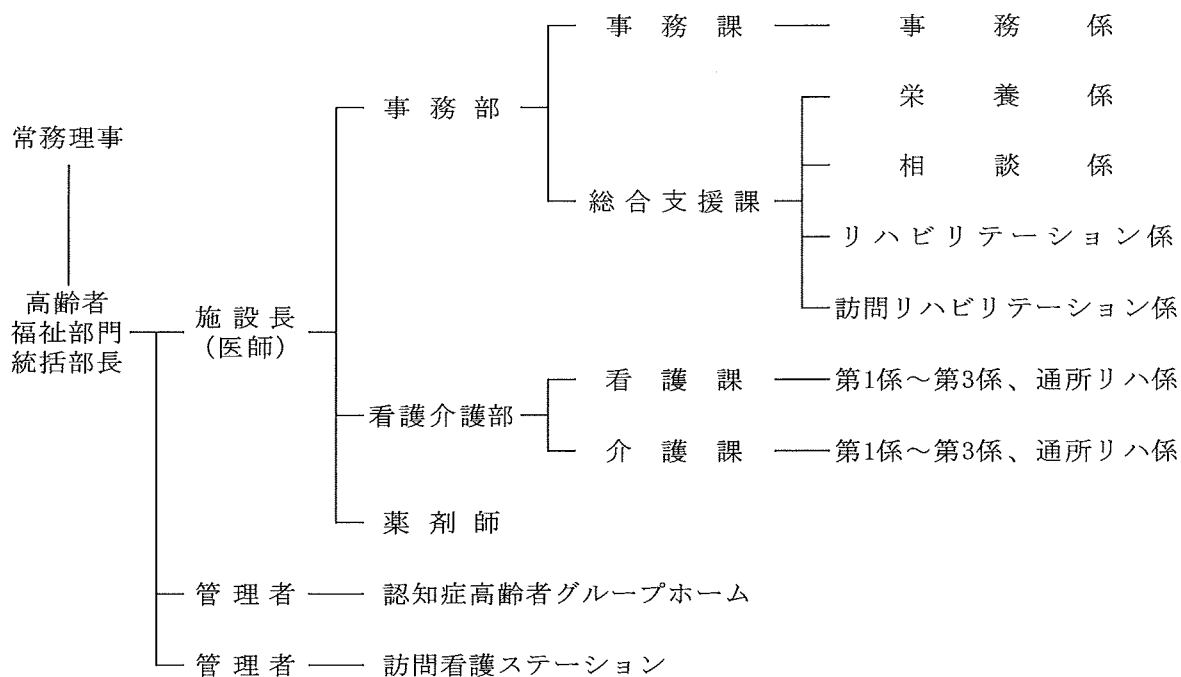 事務課
事務係
栄養係
事務部
常務理事
相談係
総合支援課
リハビリテーション係
高齢者
福祉部門
統括部長
施設長
(医師)
訪問リハビリテーション係
看護課
第1係～第3係、通所リハ係
看護介護部
介護課
第1係～第3係、通所リハ係
薬剤師
管理者
認知症高齢者グループホーム
管理者
訪問看護ステーション